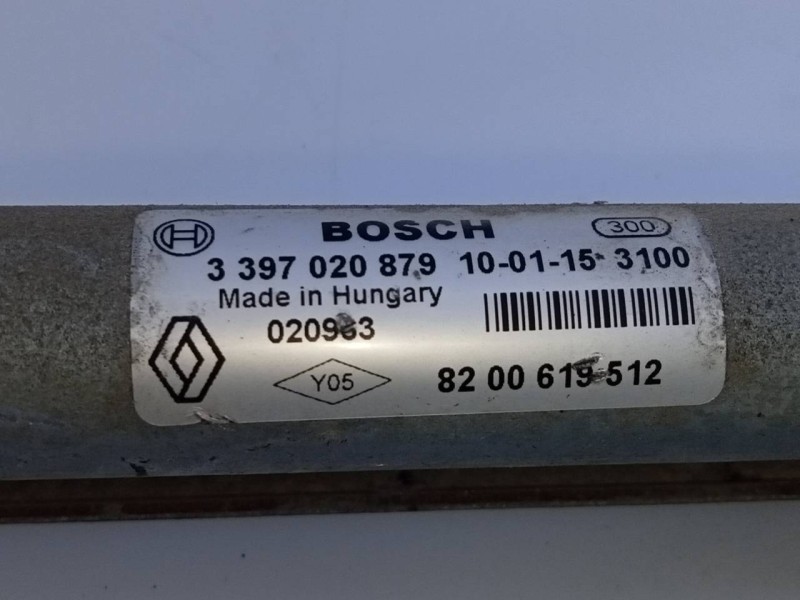 BOSCH 300
3 397 020 879 10-01-15 3100
Made in Hungary
020963
Y05 82 00 619 512